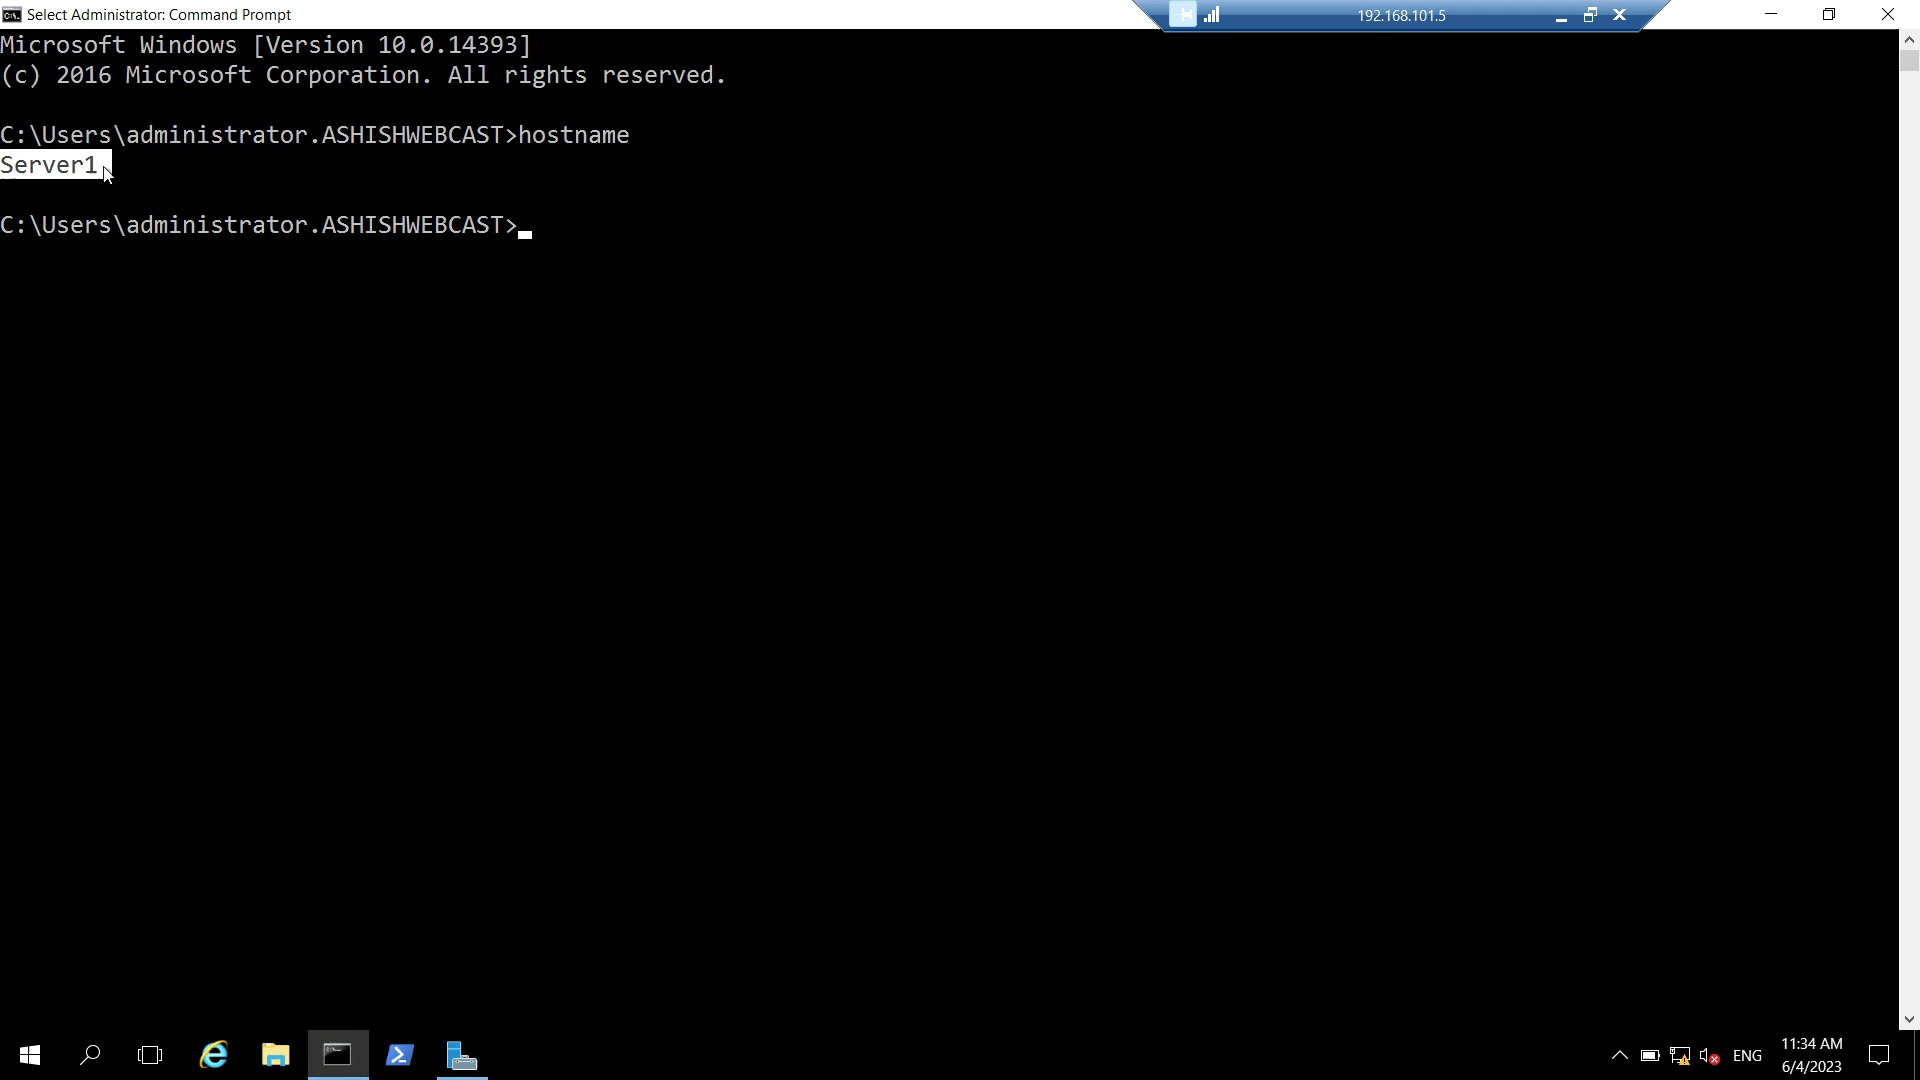 Select Administrator: Command Prompt
192.168.101.5
Microsoft Windows [Version 10.0.14393]
(c) 2016 Microsoft Corporation. All rights reserved.
C:\Users\administrator.ASHISHWEBCAST>hostname
Server1
C:\Users\administrator.ASHISHWEBCAST>
ENG
11:34 AM
6/4/2023